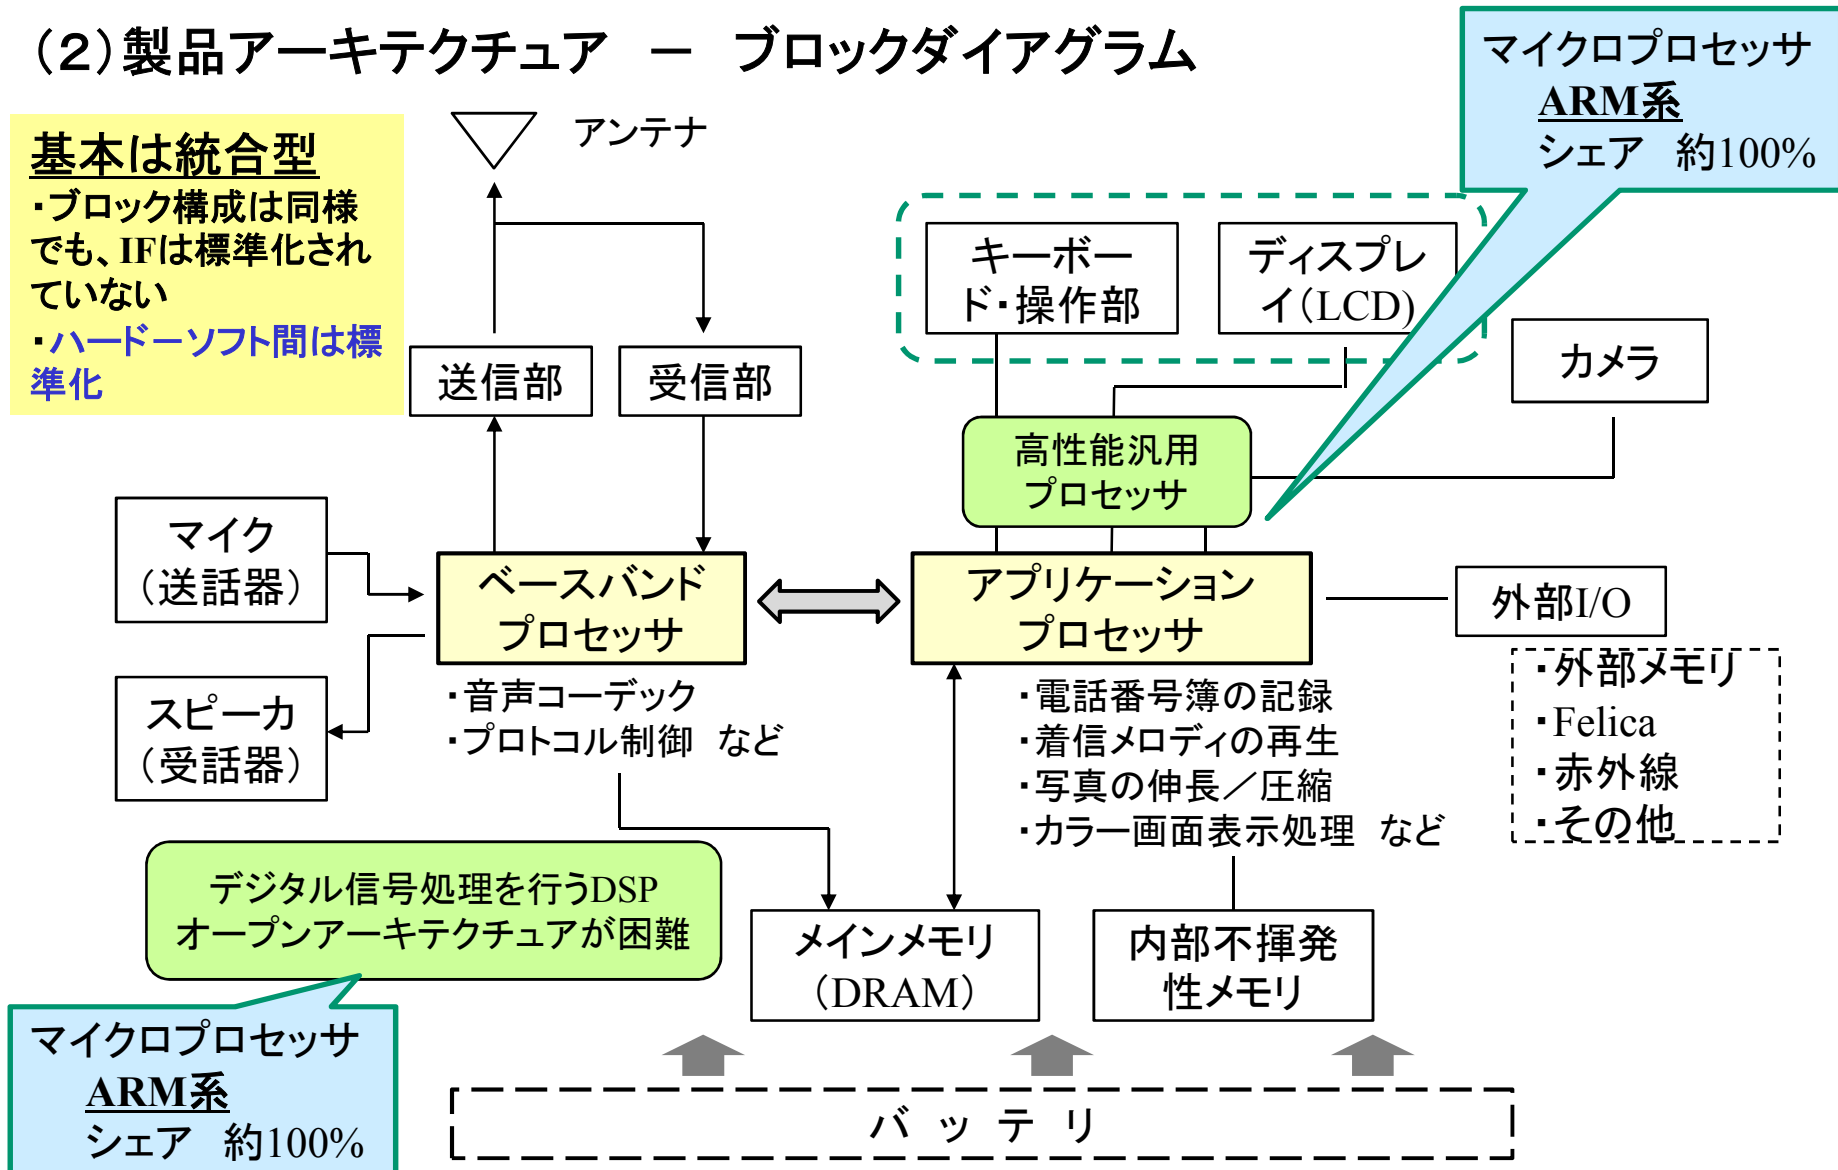 （２）製品アーキテクチュア　－　ブロックダイアグラム
マイクロプロセッサ
ARM系
シェア　約100%
基本は統合型
・ブロック構成は同様
でも、IFは標準化され
ていない
・ハードーソフト間は標
準化
アンテナ
キーボー
ド・操作部
ディスプレ
イ（LCD)
カメラ
送信部
受信部
高性能汎用
プロセッサ
マイク
（送話器）
ベースバンド
プロセッサ
アプリケーション
プロセッサ
外部I/O
・外部メモリ
・Felica
・赤外線
・その他
スピーカ
（受話器）
・音声コーデック
・プロトコル制御　など
・電話番号簿の記録
・着信メロディの再生
・写真の伸長／圧縮
・カラー画面表示処理　など
デジタル信号処理を行うDSP
オープンアーキテクチュアが困難
メインメモリ
（DRAM）
内部不揮発
性メモリ
マイクロプロセッサ
ARM系
シェア　約100%
バ　ッ　テ　リ